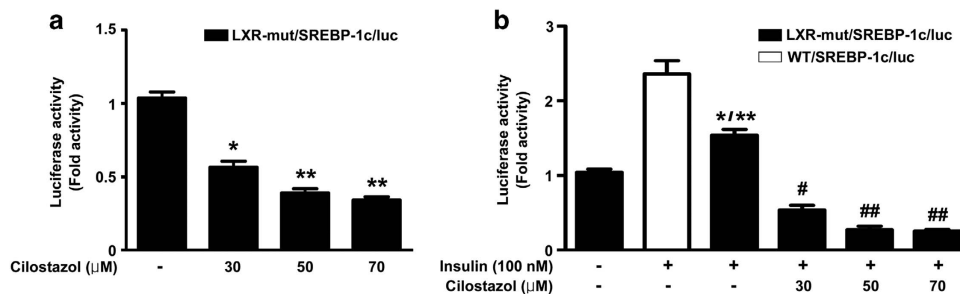 a
LXR-mut/SREBP-1c/luc
Luciferase activity
(Fold activity)
1.5
1
0.5
0
*
**
**
Cilostazol (μM) - 30 50 70
b
LXR-mut/SREBP-1c/luc
WT/SREBP-1c/luc
Luciferase activity
(Fold activity)
3
2
1
0
*/**
#
##
##
Insulin (100 nM) - + + + + +
Cilostazol (μM) - - - 30 50 70